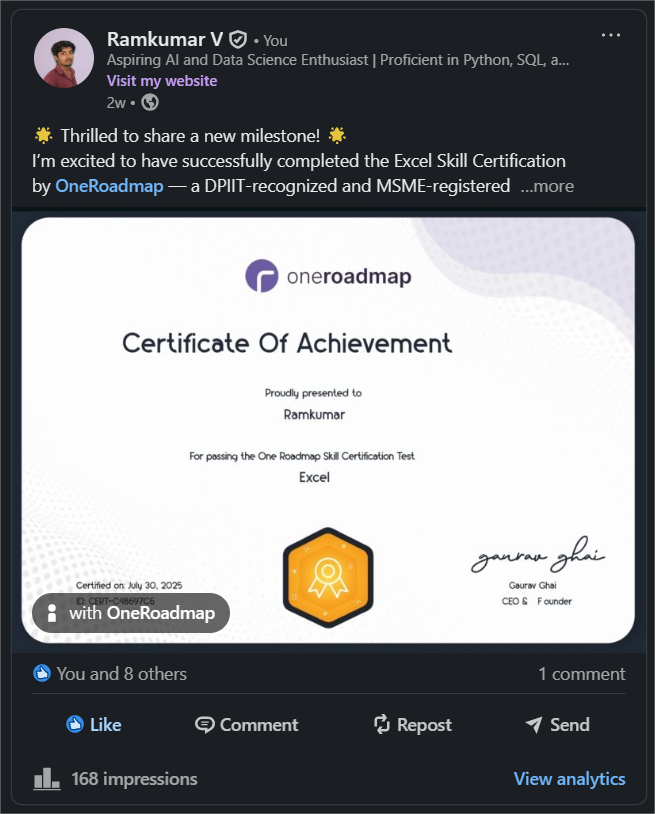 Ramkumar V • You
Aspiring AI and Data Science Enthusiast | Proficient in Python, SQL, a...
Visit my website
2w •
Thrilled to share a new milestone!
I’m excited to have successfully completed the Excel Skill Certification
by OneRoadmap — a DPIIT-recognized and MSME-registered ...more
oneroadmap
Certificate Of Achievement
Proudly presented to
Ramkumar
For passing the One Roadmap Skill Certification Test
Excel
gaurav ghai
Certified on: July 30, 2025
Gaurav Ghai
CEO & Founder
with OneRoadmap
You and 8 others
1 comment
Like
Comment
Repost
Send
168 impressions
View analytics